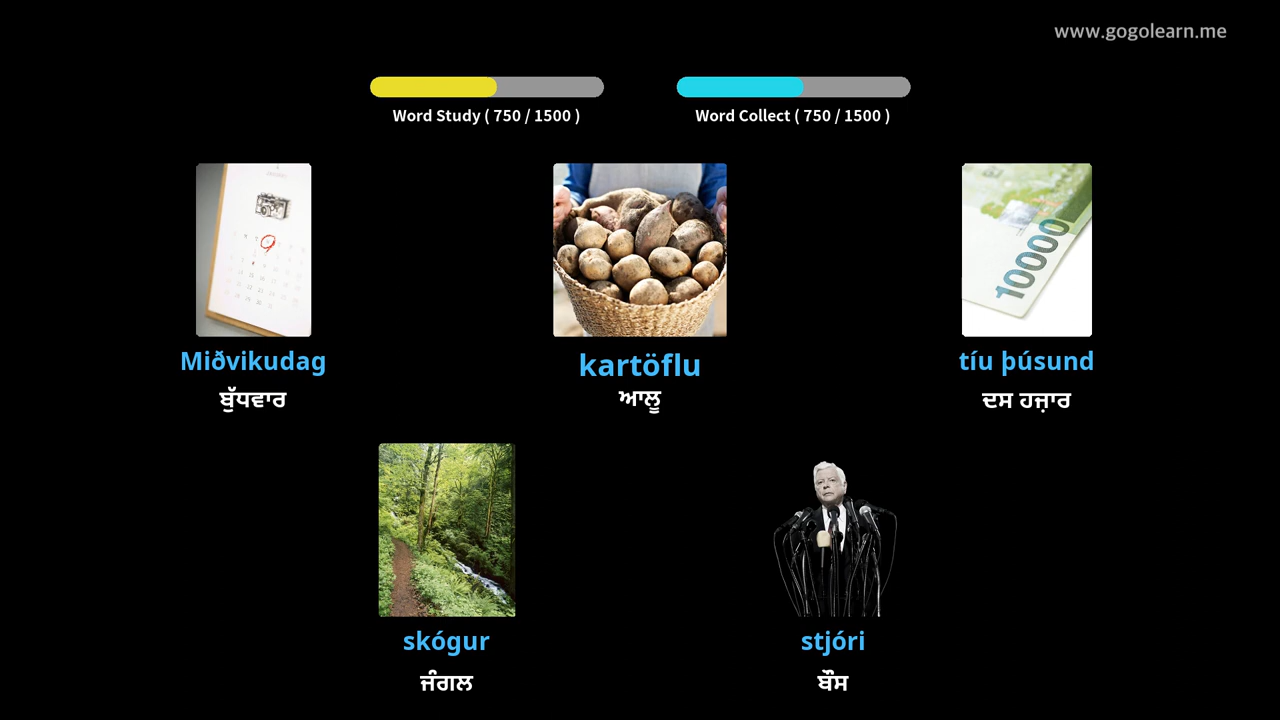 www.gogolearn.me
Word Study ( 750 / 1500 )
Word Collect ( 750 / 1500 )
10000
Miðvikudag
ਬੁੱਧਵਾਰ
kartöflu
ਆਲੂ
tíu þúsund
ਦਸ ਹਜ਼ਾਰ
skógur
ਜੰਗਲ
stjóri
ਬੌਸ